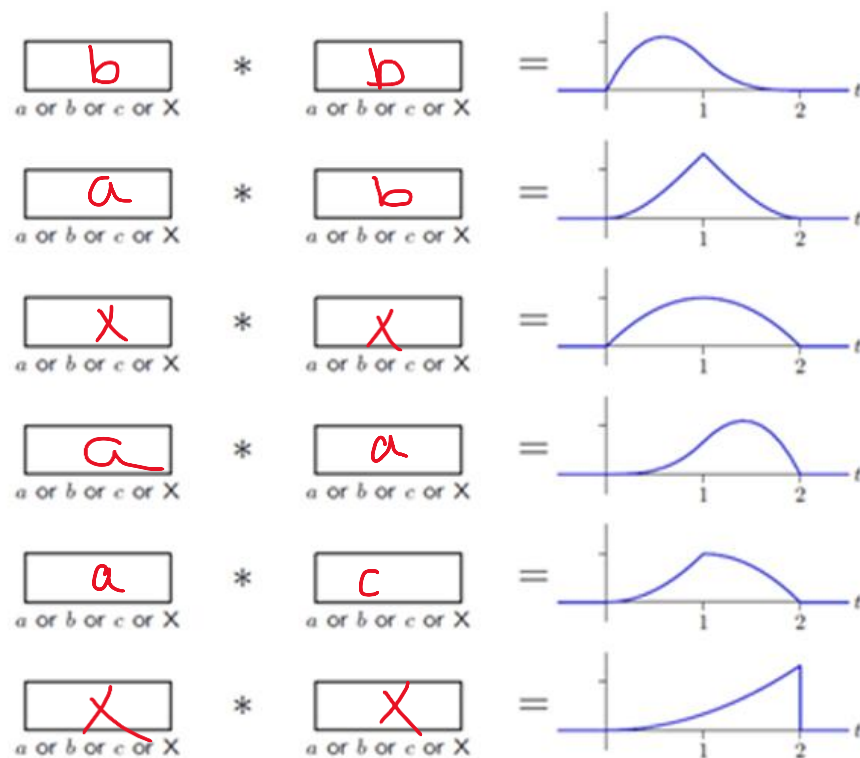 b * b = t
1 2
a or b or c or X a or b or c or X
a * b = t
1 2
a or b or c or X a or b or c or X
X * X = t
1 2
a or b or c or X a or b or c or X
a * a = t
1 2
a or b or c or X a or b or c or X
a * c = t
1 2
a or b or c or X a or b or c or X
X * X = t
1 2
a or b or c or X a or b or c or X